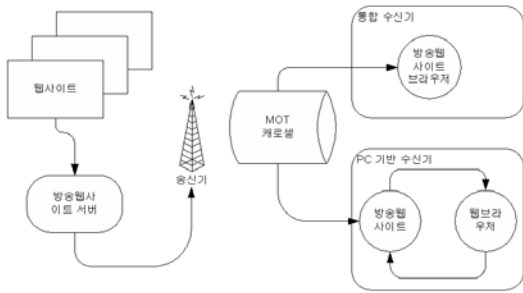 웹사이트
방송웹사
이트 서버
송신기
MOT
캐로셀
통합 수신기
방송웹
사이트
브라우저
PC 기반 수신기
방송웹
사이트
웹브라
우저